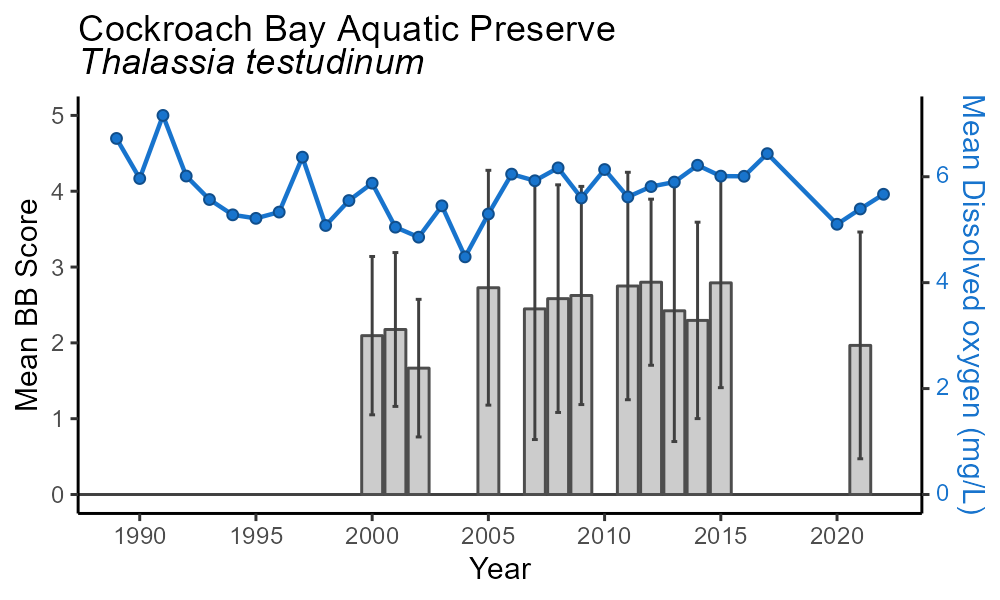 Cockroach Bay Aquatic Preserve
Thalassia testudinum
Mean BB Score
5
4
3
2
1
0
6
4
2
0
Mean Dissolved oxygen (mg/L)
1990 1995 2000 2005 2010 2015 2020
Year